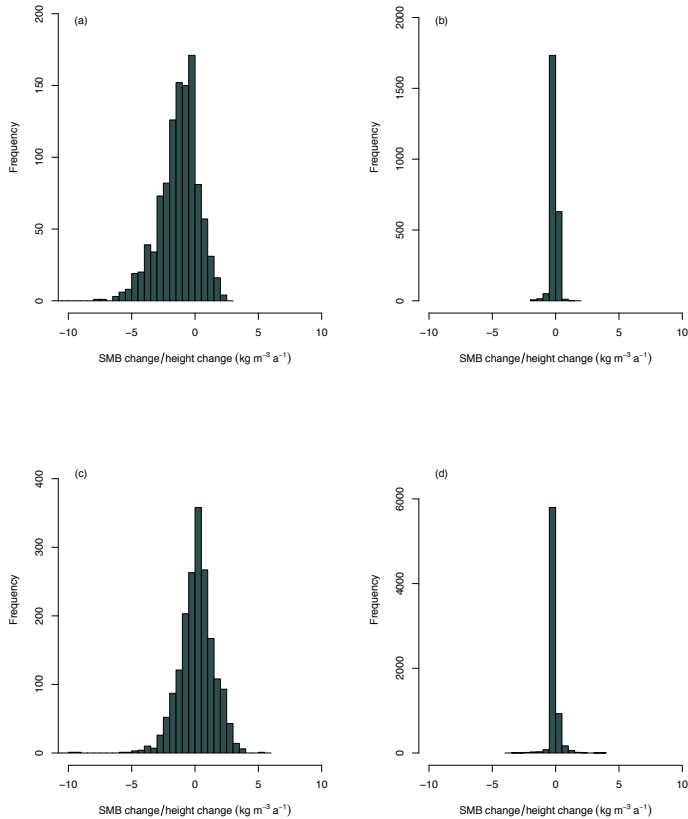 (a)
200
150
100
50
0
Frequency
−10 −5 0 5 10
SMB change/height change (kg m⁻³ a⁻¹)
(b)
2000
1500
1000
500
0
Frequency
−10 −5 0 5 10
SMB change/height change (kg m⁻³ a⁻¹)
(c)
400
300
200
100
0
Frequency
−10 −5 0 5 10
SMB change/height change (kg m⁻³ a⁻¹)
(d)
6000
4000
2000
0
Frequency
−10 −5 0 5 10
SMB change/height change (kg m⁻³ a⁻¹)